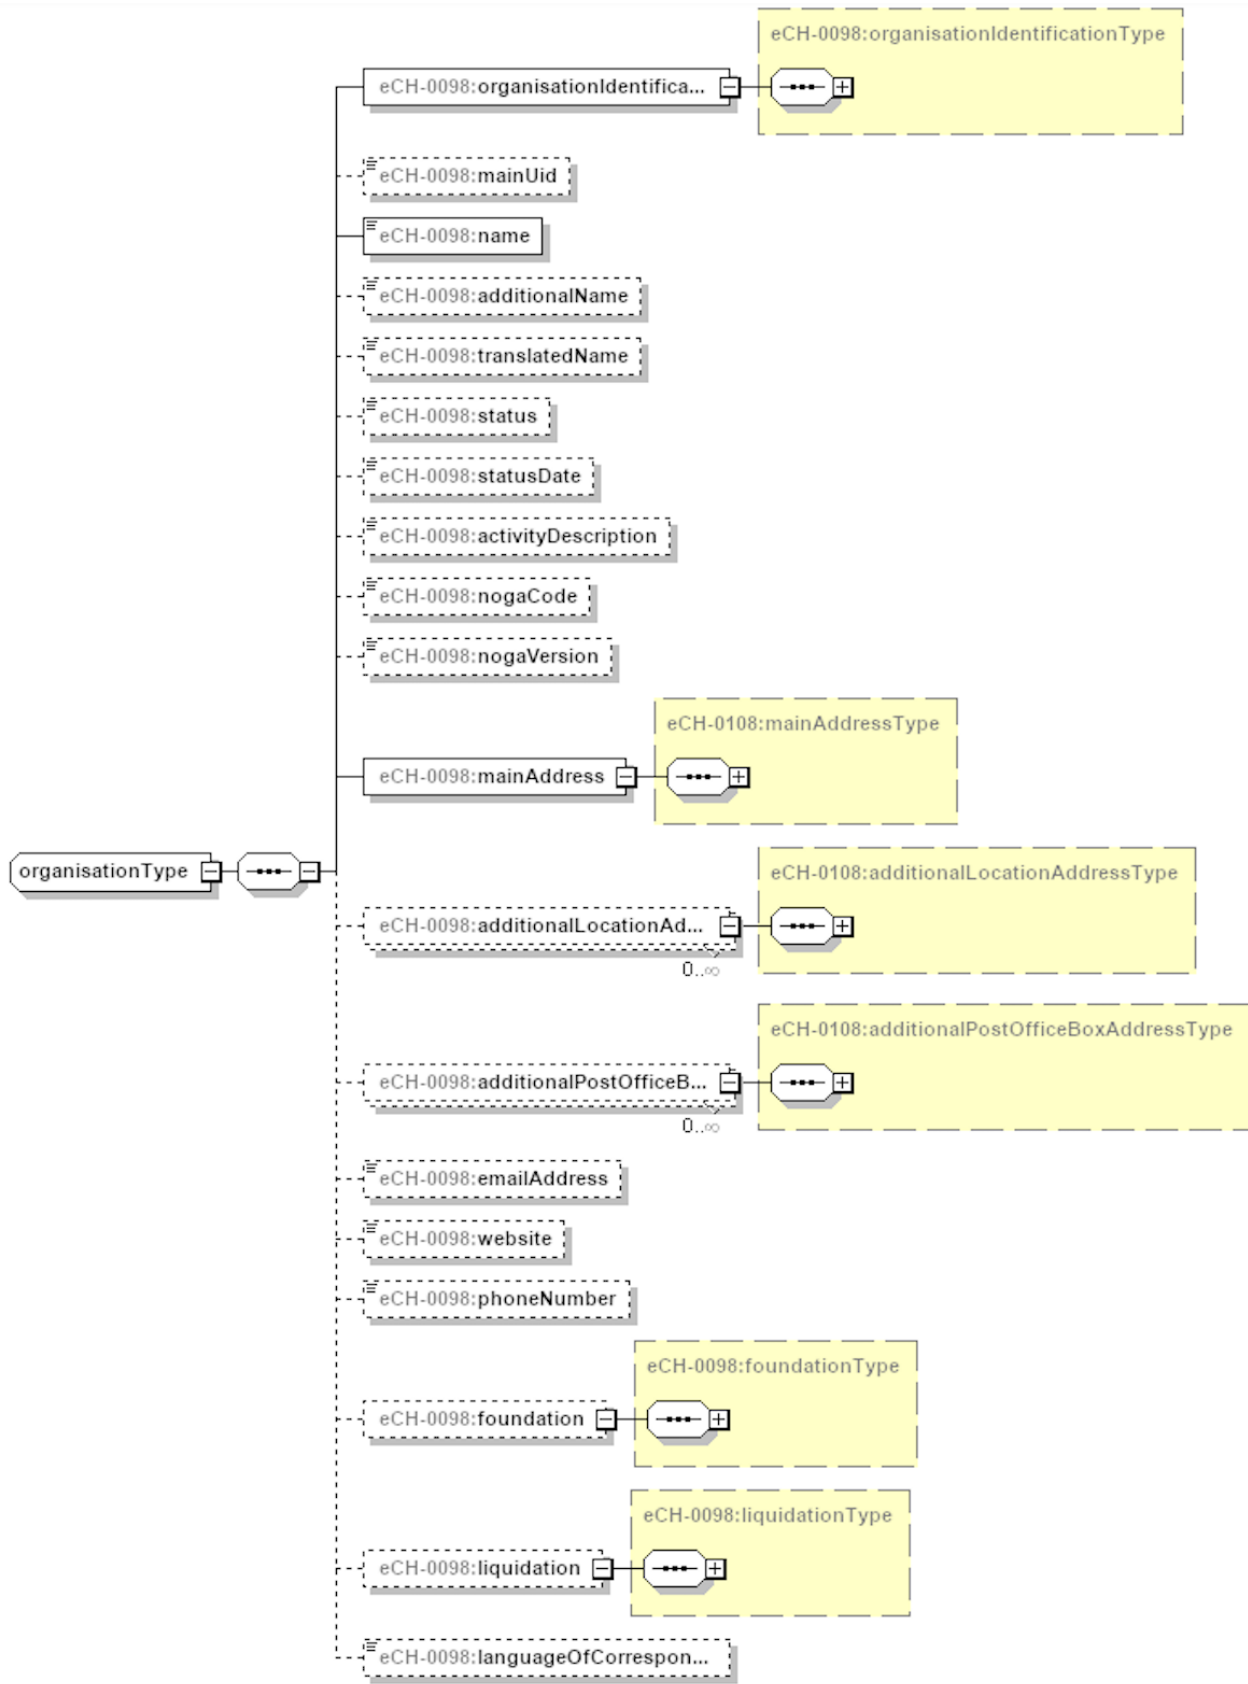 eCH-0098:organisationIdentificationType
eCH-0098:organisationIdentifica...
eCH-0098:mainUid
eCH-0098:name
eCH-0098:additionalName
eCH-0098:translatedName
eCH-0098:status
eCH-0098:statusDate
eCH-0098:activityDescription
eCH-0098:nogaCode
eCH-0098:nogaVersion
eCH-0108:mainAddressType
eCH-0098:mainAddress
organisationType
eCH-0108:additionalLocationAddressType
eCH-0098:additionalLocationAd...
0..∞
eCH-0108:additionalPostOfficeBoxAddressType
eCH-0098:additionalPostOfficeB...
0..∞
eCH-0098:emailAddress
eCH-0098:website
eCH-0098:phoneNumber
eCH-0098:foundationType
eCH-0098:foundation
eCH-0098:liquidationType
eCH-0098:liquidation
eCH-0098:languageOfCorrespon...